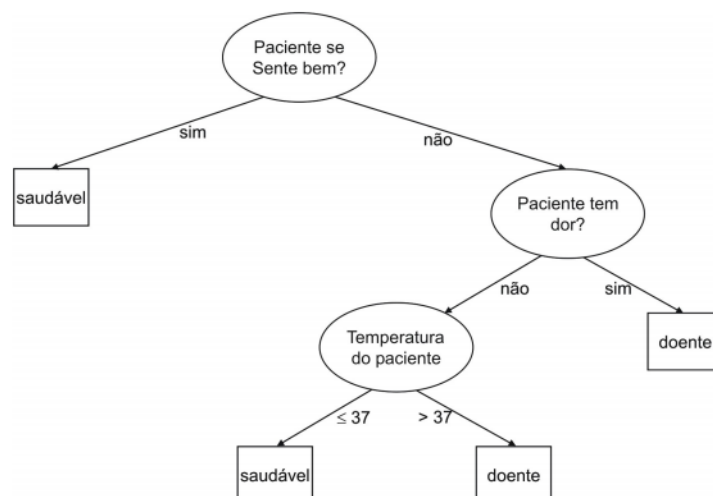 Paciente se
Sente bem?
sim
não
saudável
Paciente tem
dor?
não
sim
Temperatura
do paciente
doente
≤ 37
> 37
saudável
doente